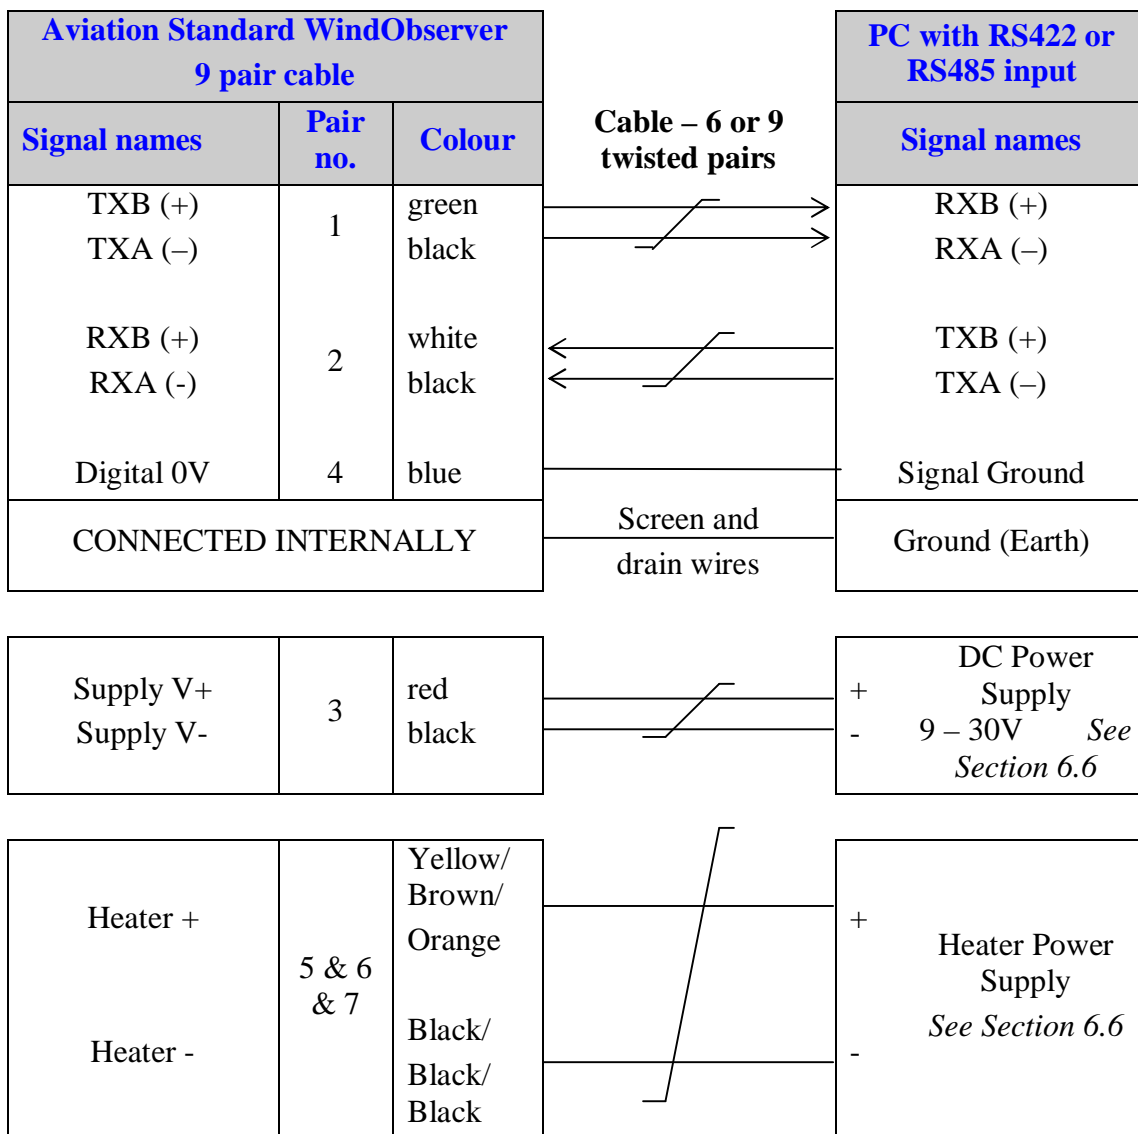 Aviation Standard WindObserver
9 pair cable
PC with RS422 or
RS485 input
Signal names
Pair
no.
Colour
Cable – 6 or 9
twisted pairs
Signal names
TXB (+)
1
green
RXB (+)
TXA (–)
black
RXA (–)
RXB (+)
2
white
TXB (+)
RXA (-)
black
TXA (–)
Digital 0V
4
blue
Signal Ground
CONNECTED INTERNALLY
Screen and
drain wires
Ground (Earth)
Supply V+
Supply V-
3
red
black
+
-
DC Power
Supply
9 – 30V See
Section 6.6
Heater +
Heater -
5 & 6
& 7
Yellow/
Brown/
Orange
Black/
Black/
Black
+
-
Heater Power
Supply
See Section 6.6